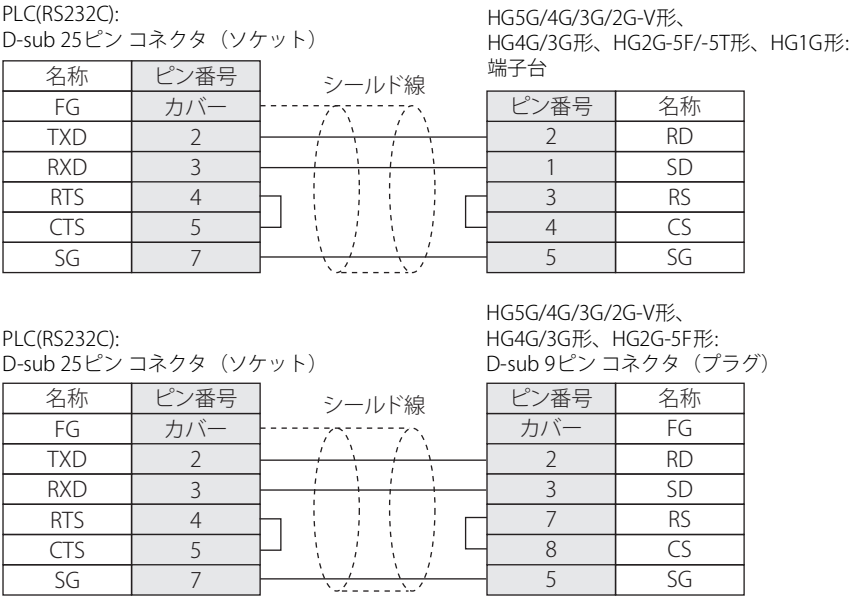 PLC(RS232C):
D-sub 25ピン コネクタ（ソケット）
HG5G/4G/3G/2G-V形、
HG4G/3G形、HG2G-5F/-5T形、HG1G形:
端子台
名称 ピン番号
FG カバー
TXD 2
RXD 3
RTS 4
CTS 5
SG 7
シールド線
ピン番号 名称
2 RD
1 SD
3 RS
4 CS
5 SG
PLC(RS232C):
D-sub 25ピン コネクタ（ソケット）
HG5G/4G/3G/2G-V形、
HG4G/3G形、HG2G-5F形:
D-sub 9ピン コネクタ（プラグ）
名称 ピン番号
FG カバー
TXD 2
RXD 3
RTS 4
CTS 5
SG 7
シールド線
ピン番号 名称
カバー FG
2 RD
3 SD
7 RS
8 CS
5 SG